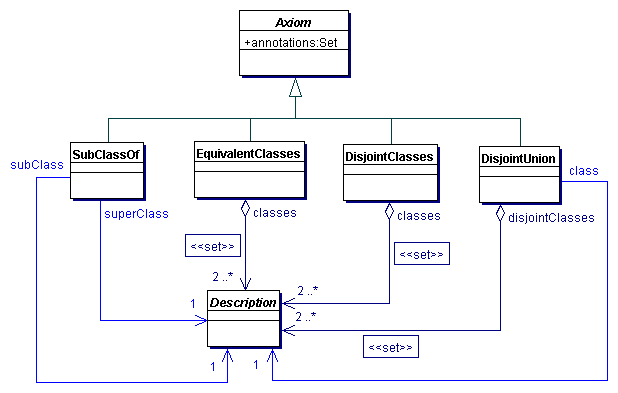 Axiom
+annotations:Set
SubClassOf
EquivalentClasses
DisjointClasses
DisjointUnion
subClass
class
superClass
classes
classes
disjointClasses
<<set>>
<<set>>
2 ..*
2 ..*
1
Description
2 ..*
<<set>>
1
1